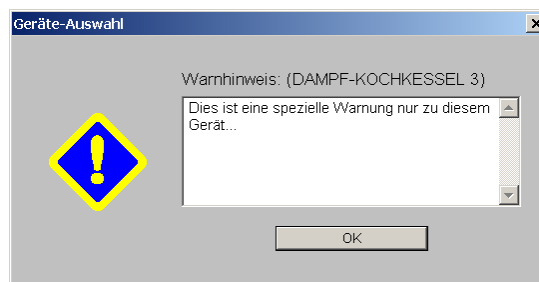 Geräte-Auswahl
Warnhinweis: (DAMPF-KOCHKESSEL 3)
Dies ist eine spezielle Warnung nur zu diesem
Gerät...
OK